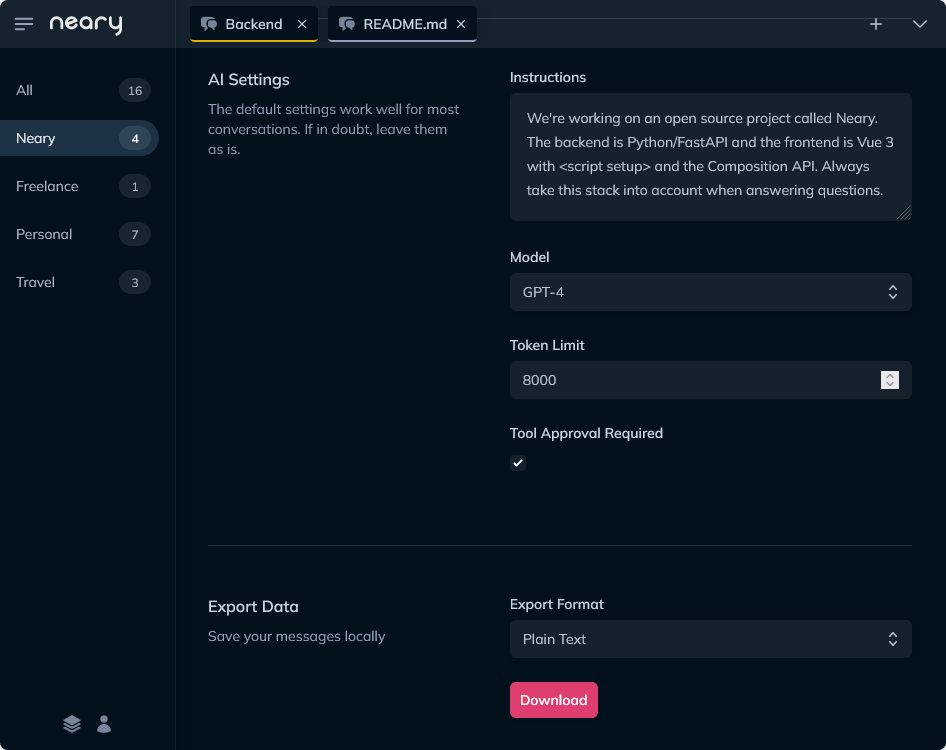 neary
Backend
README.md
All
16
Neary
4
Freelance
1
Personal
7
Travel
3
AI Settings
The default settings work well for most
conversations. If in doubt, leave them
as is.
Instructions
We're working on an open source project called Neary.
The backend is Python/FastAPI and the frontend is Vue 3
with <script setup> and the Composition API. Always
take this stack into account when answering questions.
Model
GPT-4
Token Limit
8000
Tool Approval Required
Export Data
Save your messages locally
Export Format
Plain Text
Download